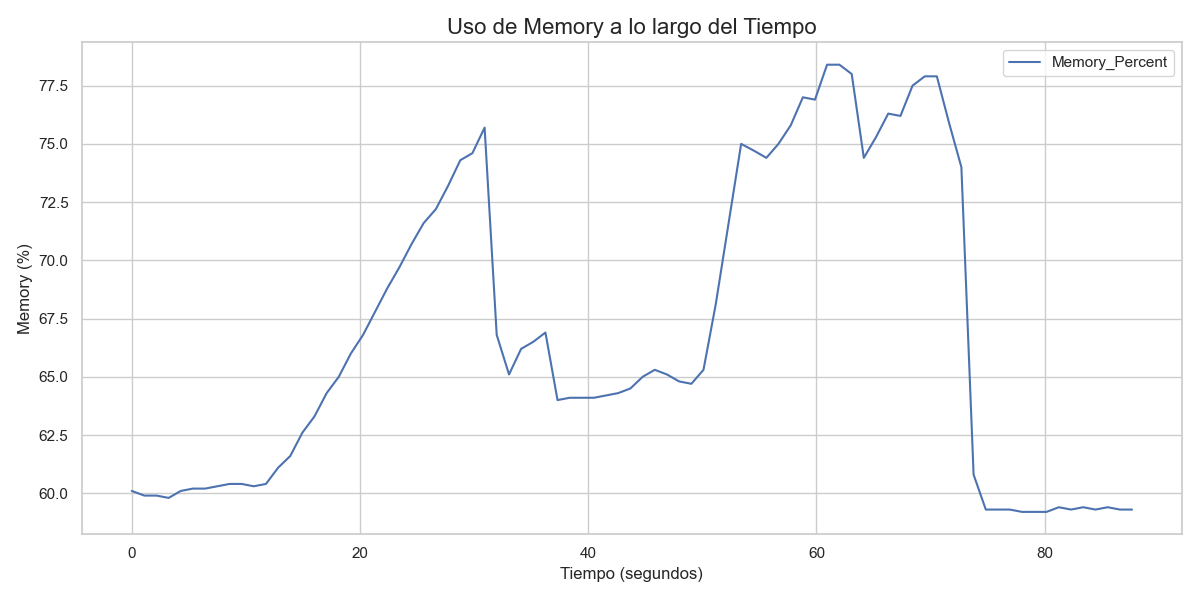 Uso de Memory a lo largo del Tiempo
Memory_Percent
Memory (%)
77.5
75.0
72.5
70.0
67.5
65.0
62.5
60.0
0 20 40 60 80
Tiempo (segundos)